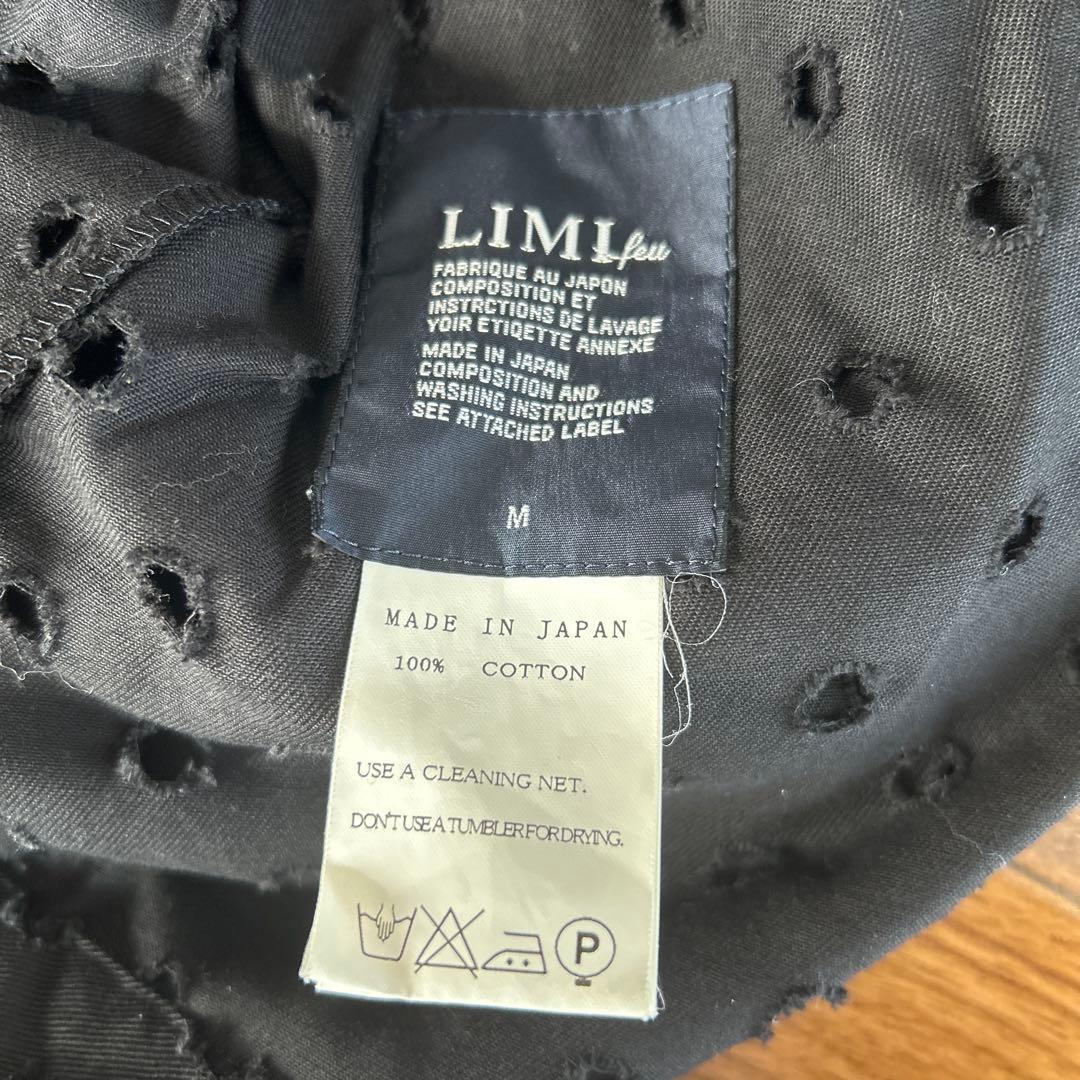 LIMI feu
FABRIQUE AU JAPON
COMPOSITION ET
INSTRCTIONS DE LAVAGE
YOIR ETIQETTE ANNEXE
MADE IN JAPAN
COMPOSITION AND
WASHING INSTRUCTIONS
SEE ATTACHED LABEL
M
MADE IN JAPAN
100% COTTON
USE A CLEANING NET.
DON'T USE A TUMBLER FOR DRYING.
P